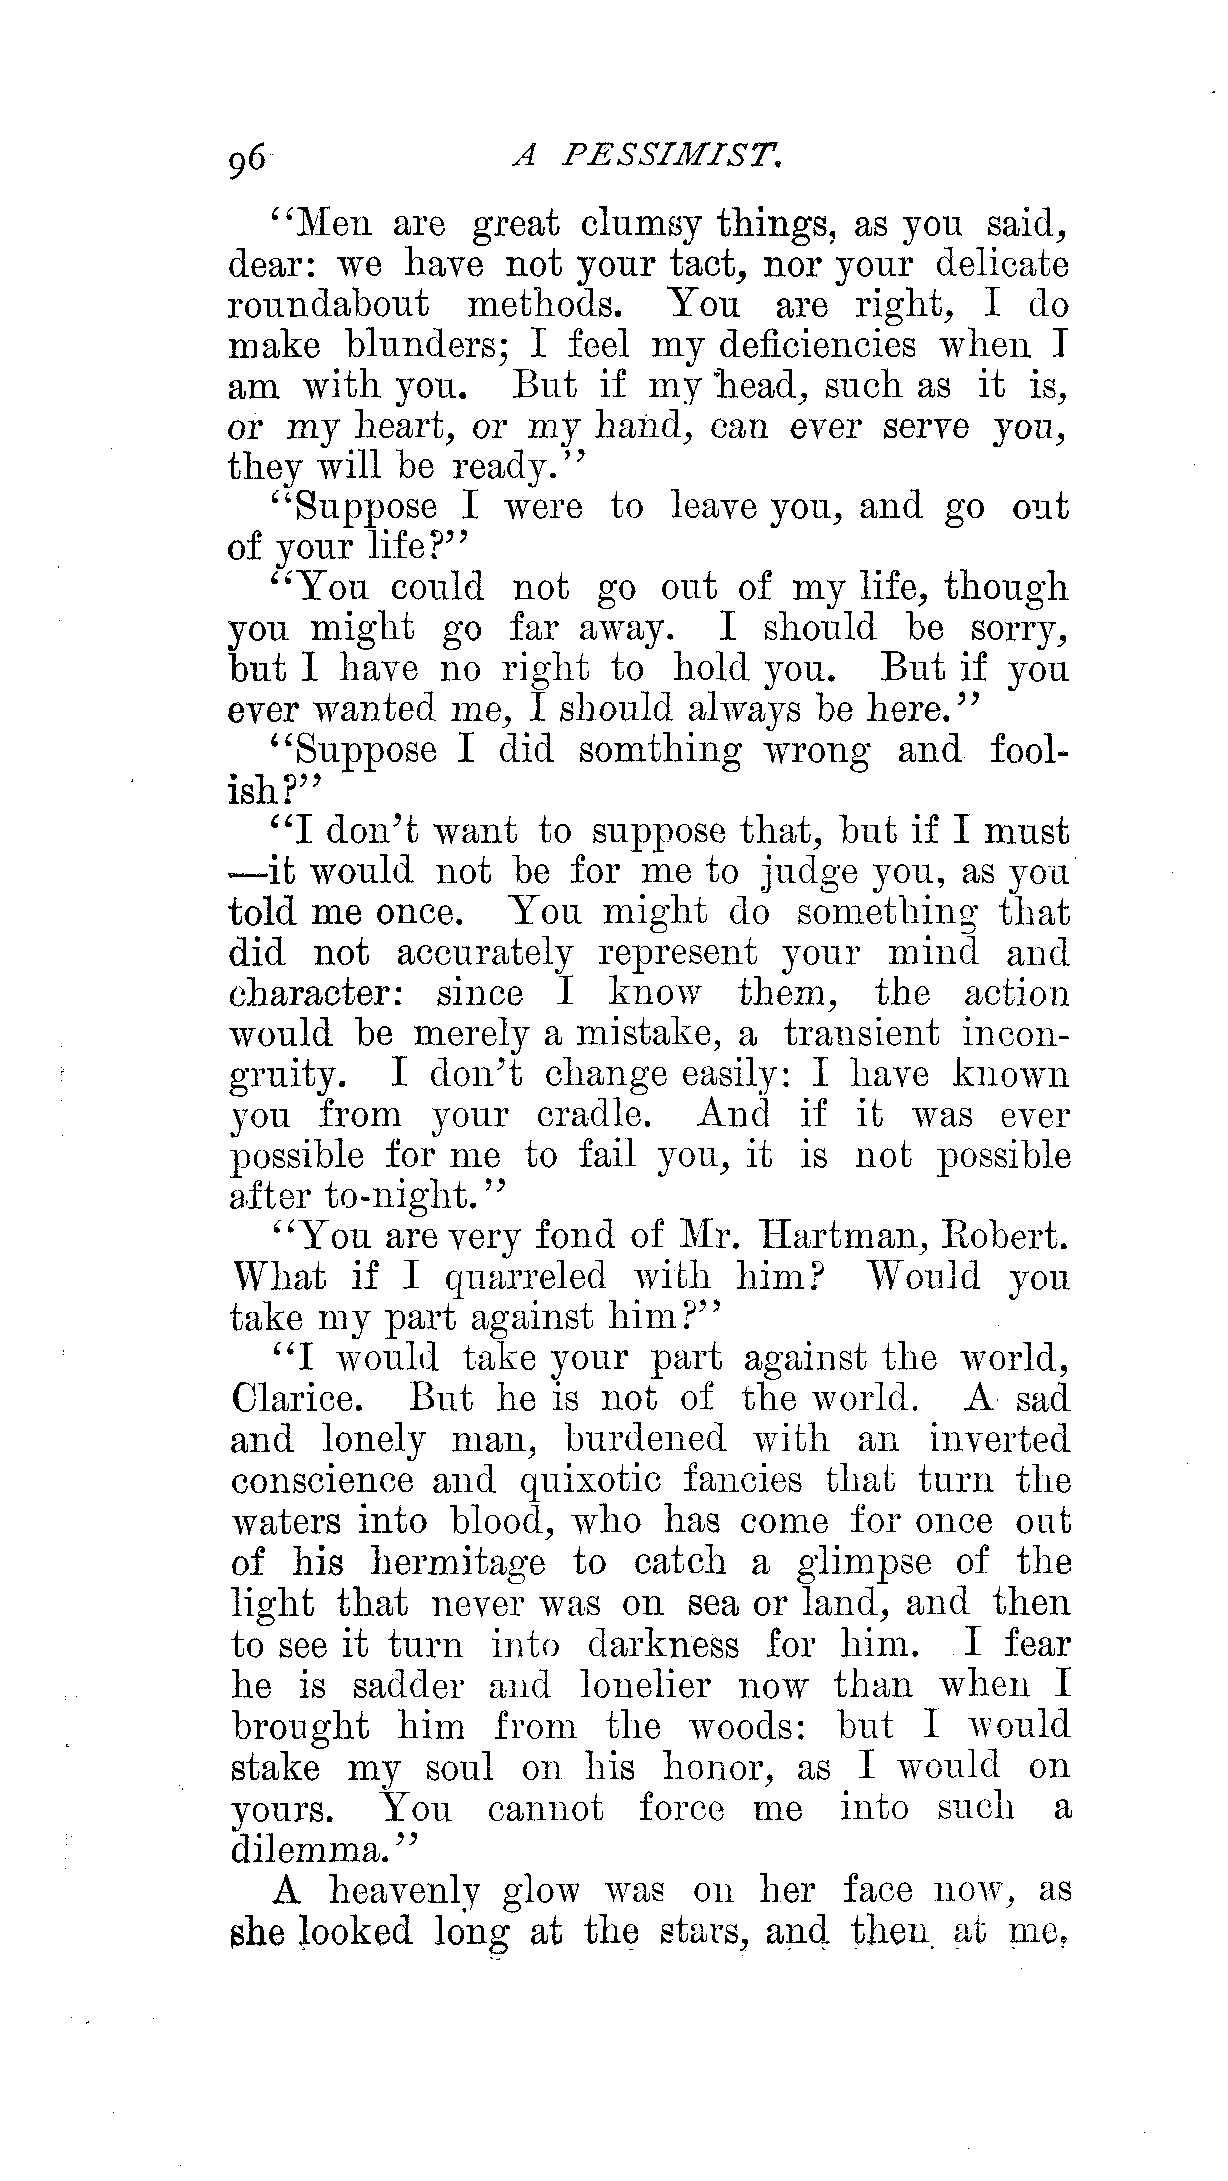 96 A PESSIMIST.
“Men are great clumsy things, as you said,
dear: we have not your tact, nor your delicate
roundabout methods. You are right, I do
make blunders; I feel my deficiencies when I
am with you. But if my head, such as it is,
or my heart, or my hand, can ever serve you,
they will be ready.”
“Suppose I were to leave you, and go out
of your life?”
“You could not go out of my life, though
you might go far away. I should be sorry,
but I have no right to hold you. But if you
ever wanted me, I should always be here.”
“Suppose I did somthing wrong and fool-
ish?”
“I don’t want to suppose that, but if I must
—it would not be for me to judge you, as you
told me once. You might do something that
did not accurately represent your mind and
character: since I know them, the action
would be merely a mistake, a transient incon-
gruity. I don’t change easily: I have known
you from your cradle. And if it was ever
possible for me to fail you, it is not possible
after to-night.”
“You are very fond of Mr. Hartman, Robert.
What if I quarreled with him? Would you
take my part against him?”
“I would take your part against the world,
Clarice. But he is not of the world. A sad
and lonely man, burdened with an inverted
conscience and quixotic fancies that turn the
waters into blood, who has come for once out
of his hermitage to catch a glimpse of the
light that never was on sea or land, and then
to see it turn into darkness for him. I fear
he is sadder and lonelier now than when I
brought him from the woods: but I would
stake my soul on his honor, as I would on
yours. You cannot force me into such a
dilemma.”
A heavenly glow was on her face now, as
she looked long at the stars, and then at me,